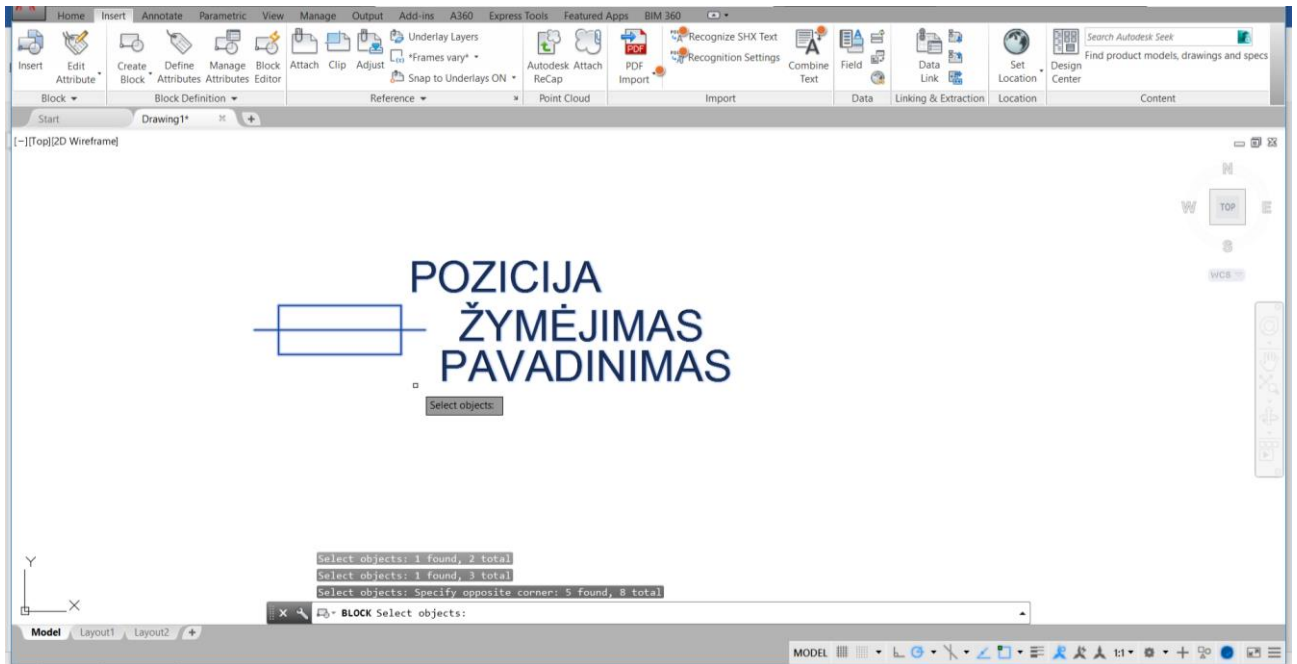 Home Insert Annotate Parametric View Manage Output Add-ins A360 Express Tools Featured Apps BIM 360
Insert
Edit Attribute
Create Block
Define Attributes
Manage Attributes
Block Editor
Attach
Clip
Adjust
Underlay Layers
*Frames vary*
Snap to Underlays ON
Autodesk ReCap
Attach
PDF Import
Recognize SHX Text
Recognition Settings
Combine Text
Field
Data Link
Set Location
Design Center
Search Autodesk Seek
Find product models, drawings and specs
Block Block Definition Reference Point Cloud Import Data Linking & Extraction Location Content
Start Drawing1*
[−][Top][2D Wireframe]
N
W TOP E
S
WCS
POZICIJA
ŽYMĖJIMAS
PAVADINIMAS
Select objects:
Y
X
Select objects: 1 found, 2 total
Select objects: 1 found, 3 total
Select objects: Specify opposite corner: 5 found, 8 total
BLOCK Select objects:
Model Layout1 Layout2
MODEL 1:1